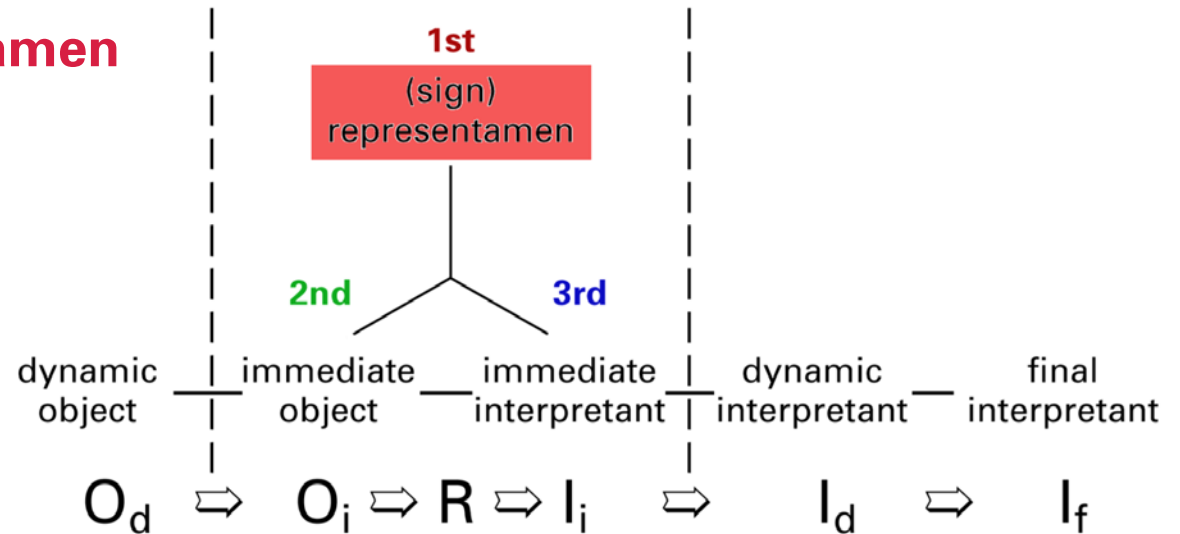 amen
1st
(sign)
representamen
2nd
3rd
dynamic object
immediate object
immediate interpretant
dynamic interpretant
final interpretant
Od ⇨ Oi ⇨ R ⇨ Ii ⇨ Id ⇨ If